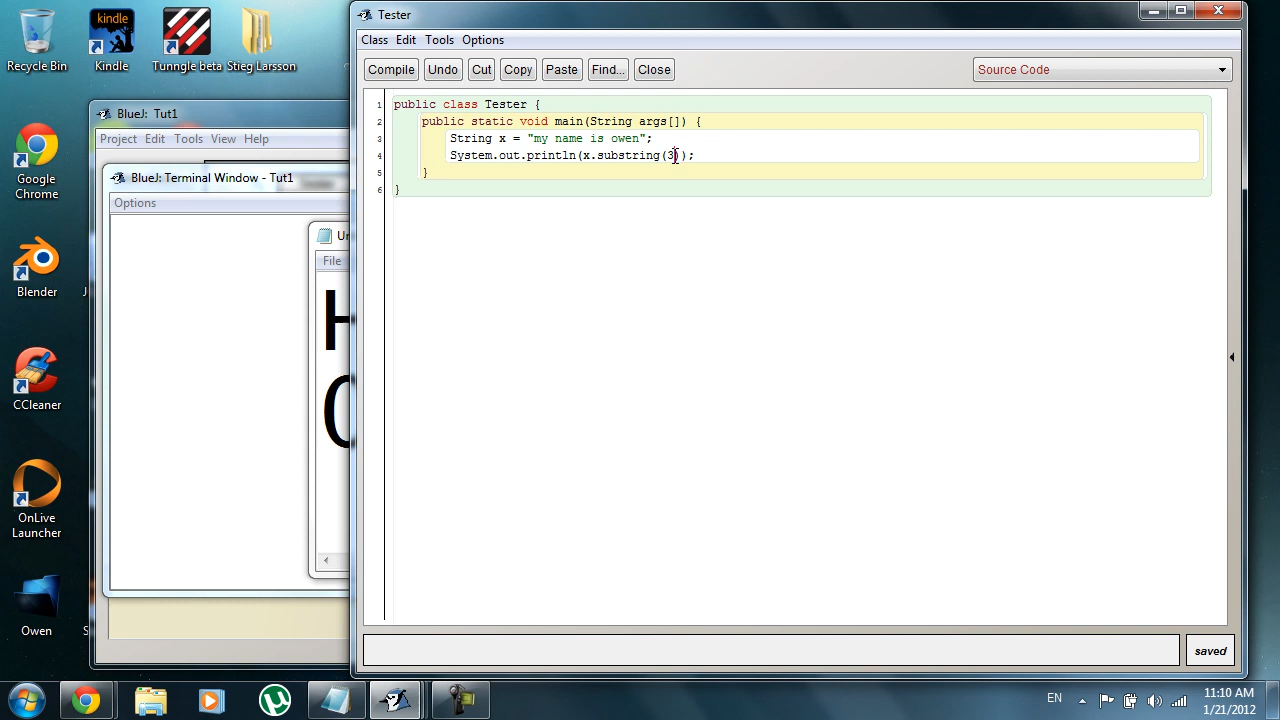 Recycle Bin
Kindle
kindle
Tunngle beta
Stieg Larsson
Google
Chrome
Blender
CCleaner
OnLive
Launcher
Owen
BlueJ: Tut1
Project Edit Tools View Help
BlueJ: Terminal Window - Tut1
Options
File
Tester
Class Edit Tools Options
Compile Undo Cut Copy Paste Find... Close
Source Code
1 public class Tester {
2 public static void main(String args[]) {
3 String x = "my name is owen";
4 System.out.println(x.substring(3));
5 }
6 }
saved
EN
11:10 AM
1/21/2012